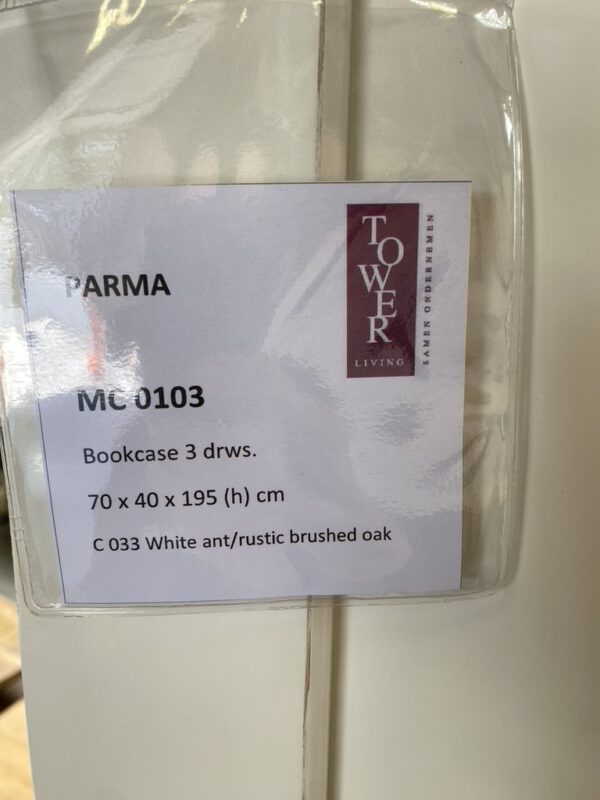 PARMA
TOWER
LIVING
SAMEN ONDERNEMEN
MC 0103
Bookcase 3 drws.
70 x 40 x 195 (h) cm
C 033 White ant/rustic brushed oak